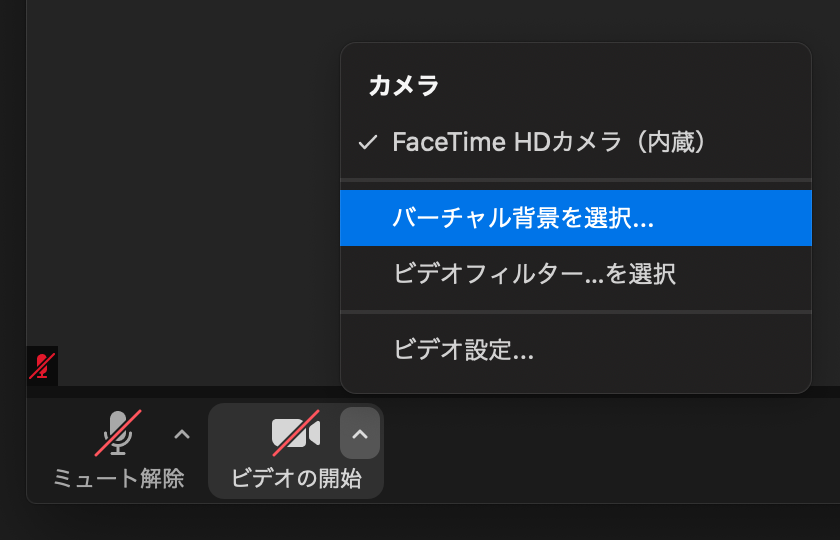 カメラ
FaceTime HDカメラ（内蔵）
バーチャル背景を選択...
ビデオフィルター...を選択
ビデオ設定...
ミュート解除
ビデオの開始